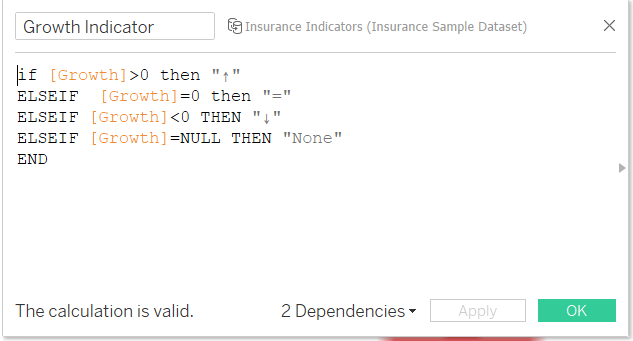 Growth Indicator
Insurance Indicators (Insurance Sample Dataset)
if [Growth]>0 then "↑"
ELSEIF  [Growth]=0 then "="
ELSEIF [Growth]<0 THEN "↓"
ELSEIF [Growth]=NULL THEN "None"
END
The calculation is valid.
2 Dependencies
Apply
OK